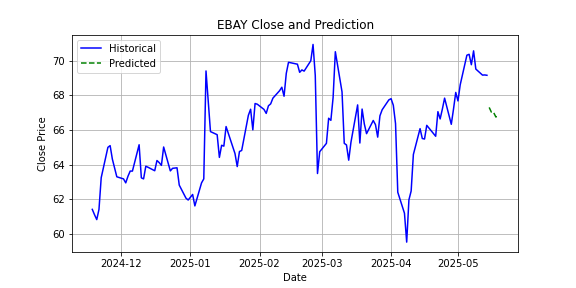 EBAY Close and Prediction
Historical
Predicted
Close Price
70
68
66
64
62
60
2024-12 2025-01 2025-02 2025-03 2025-04 2025-05
Date